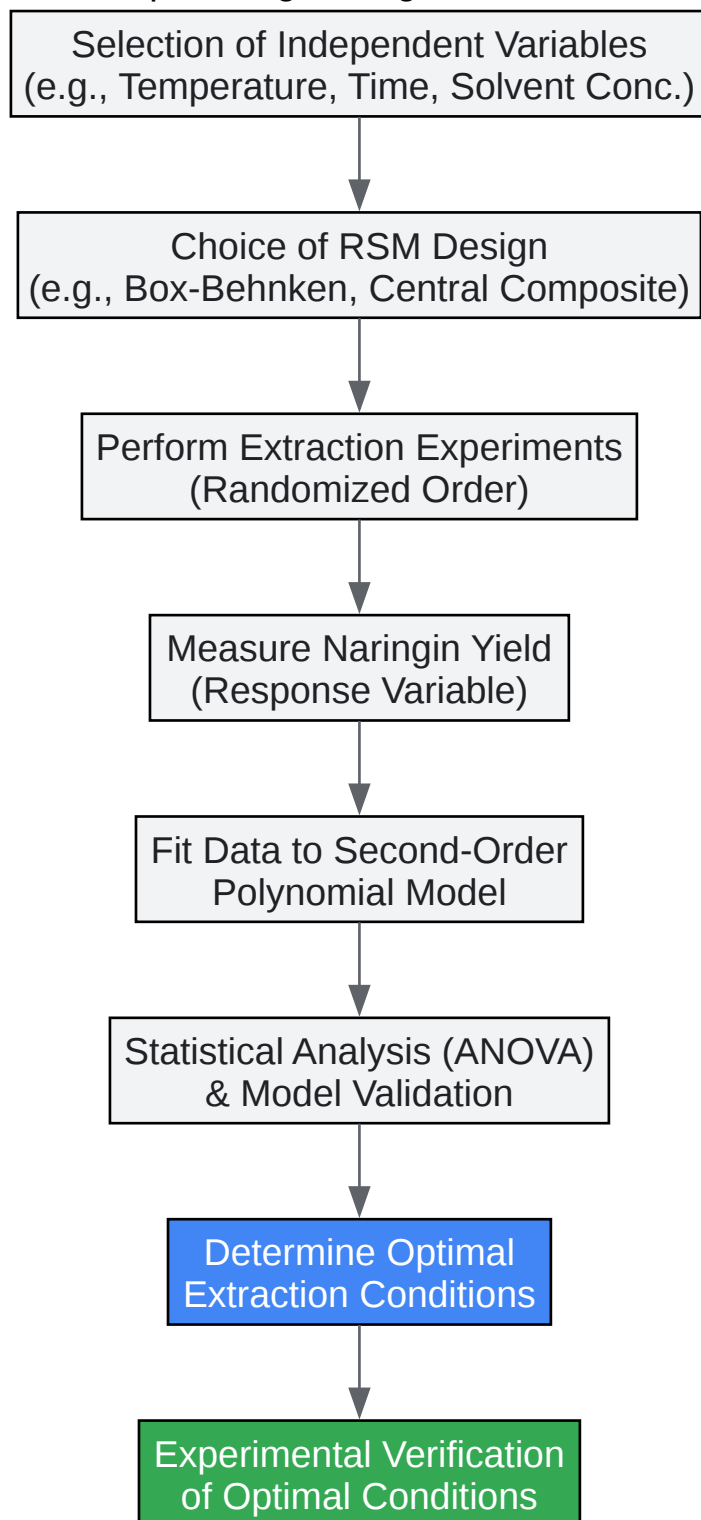 Selection of Independent Variables
(e.g., Temperature, Time, Solvent Conc.)
Choice of RSM Design
(e.g., Box-Behnken, Central Composite)
Perform Extraction Experiments
(Randomized Order)
Measure Naringin Yield
(Response Variable)
Fit Data to Second-Order
Polynomial Model
Statistical Analysis (ANOVA)
& Model Validation
Determine Optimal
Extraction Conditions
Experimental Verification
of Optimal Conditions